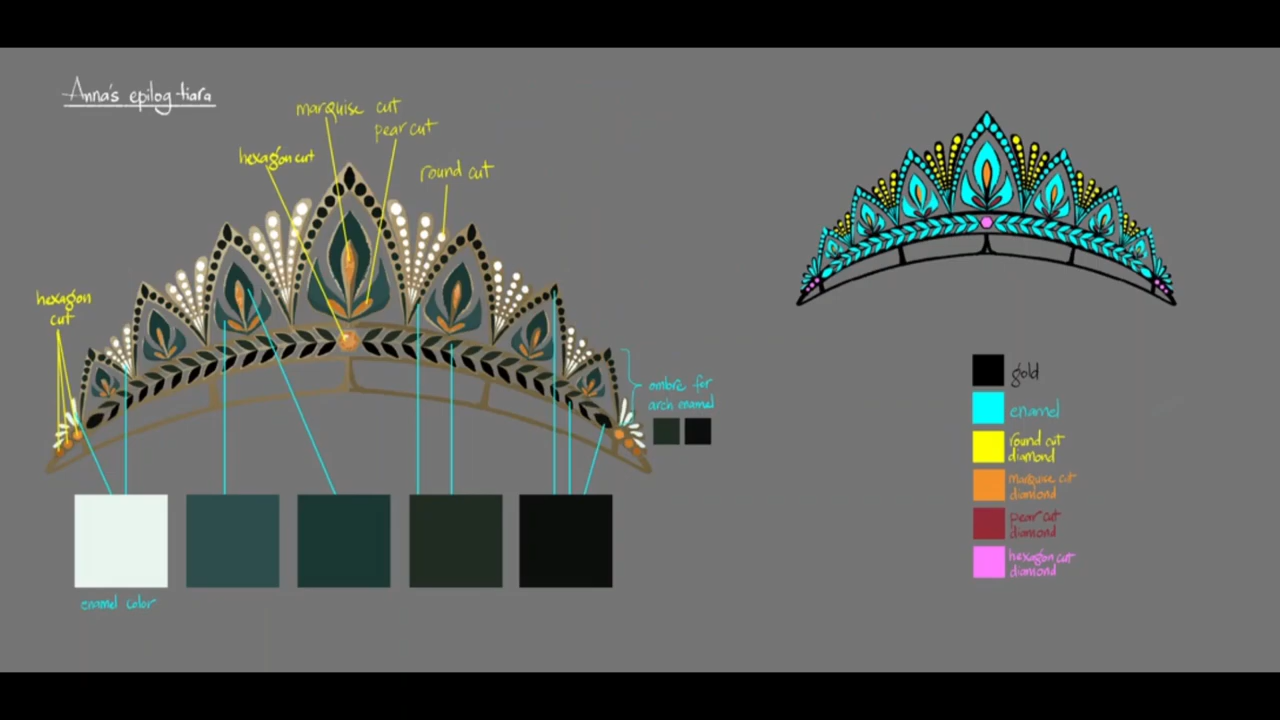 Anna's epilog tiara
marquise cut
pear cut
hexagon cut
round cut
hexagon
cut
ombre for
arch enamel
enamel color
gold
enamel
round cut
diamond
marquise cut
diamond
pear cut
diamond
hexagon cut
diamond